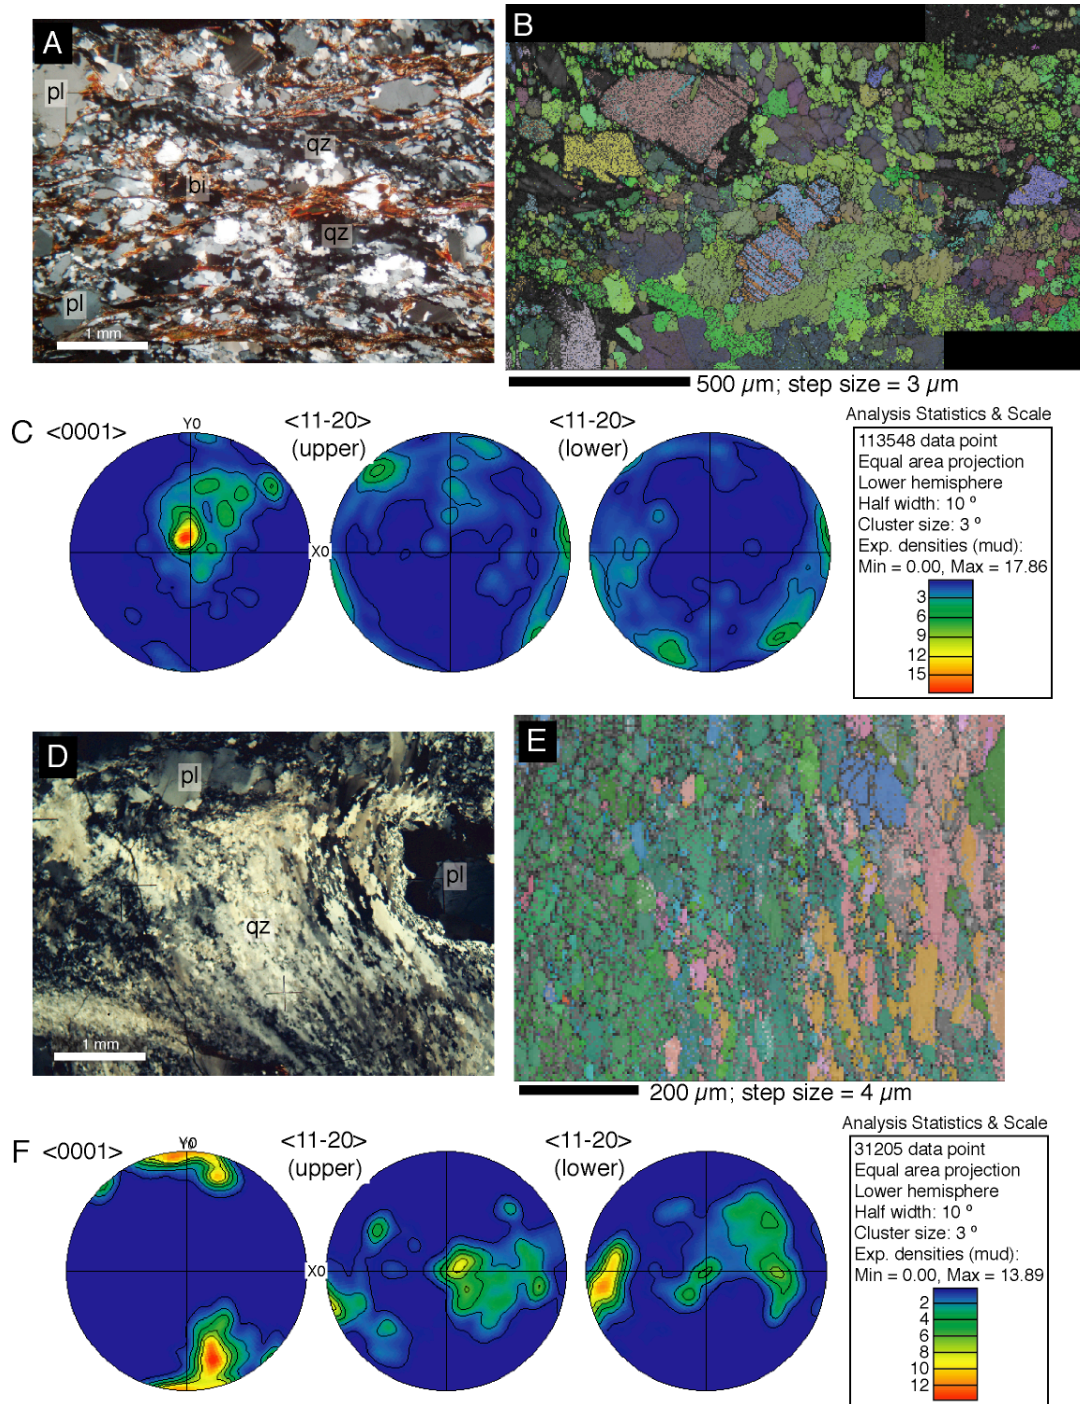 A
pl
qz
bi
qz
pl
1 mm
B
500 µm; step size = 3 µm
C
<0001>
Y0
<11-20>
(upper)
<11-20>
(lower)
X0
Analysis Statistics & Scale
113548 data point
Equal area projection
Lower hemisphere
Half width: 10 º
Cluster size: 3 º
Exp. densities (mud):
Min = 0.00, Max = 17.86
3
6
9
12
15
D
pl
pl
qz
1 mm
E
200 µm; step size = 4 µm
F
<0001>
Y0
<11-20>
(upper)
<11-20>
(lower)
X0
Analysis Statistics & Scale
31205 data point
Equal area projection
Lower hemisphere
Half width: 10 º
Cluster size: 3 º
Exp. densities (mud):
Min = 0.00, Max = 13.89
2
4
6
8
10
12